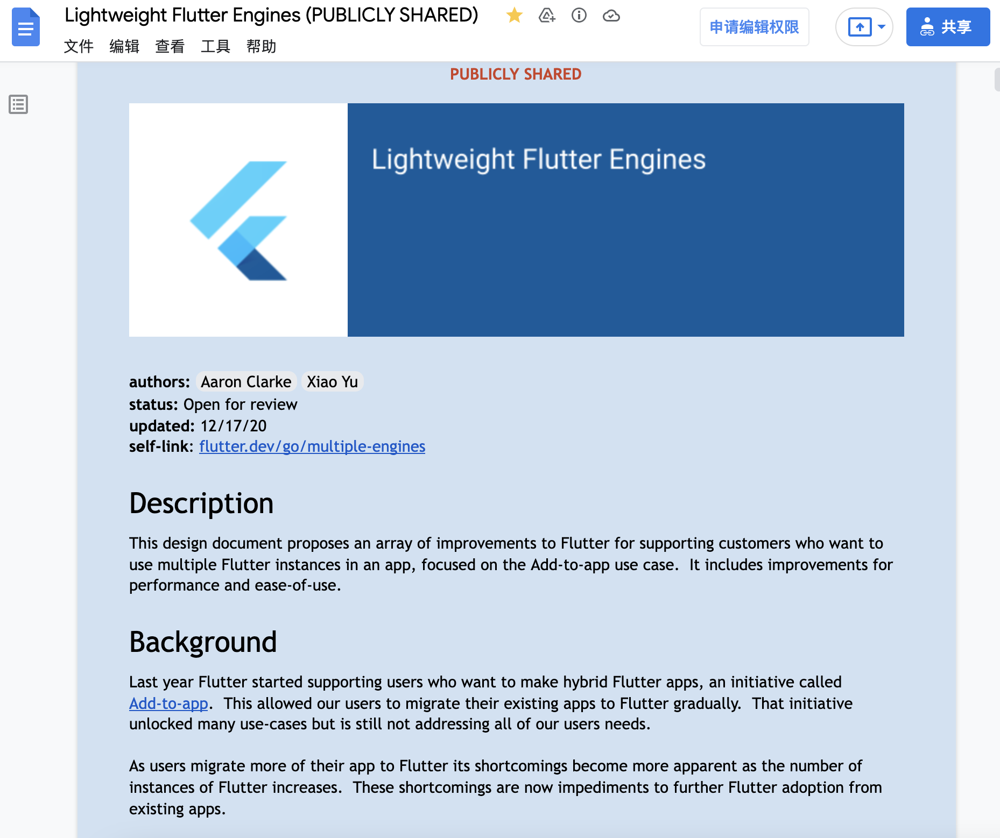 Lightweight Flutter Engines (PUBLICLY SHARED)
文件 编辑 查看 工具 帮助
申请编辑权限
共享
PUBLICLY SHARED
Lightweight Flutter Engines
authors: Aaron Clarke Xiao Yu
status: Open for review
updated: 12/17/20
self-link: flutter.dev/go/multiple-engines
Description
This design document proposes an array of improvements to Flutter for supporting customers who want to
use multiple Flutter instances in an app, focused on the Add-to-app use case.  It includes improvements for
performance and ease-of-use.
Background
Last year Flutter started supporting users who want to make hybrid Flutter apps, an initiative called
Add-to-app.  This allowed our users to migrate their existing apps to Flutter gradually.  That initiative
unlocked many use-cases but is still not addressing all of our users needs.
As users migrate more of their app to Flutter its shortcomings become more apparent as the number of
instances of Flutter increases.  These shortcomings are now impediments to further Flutter adoption from
existing apps.